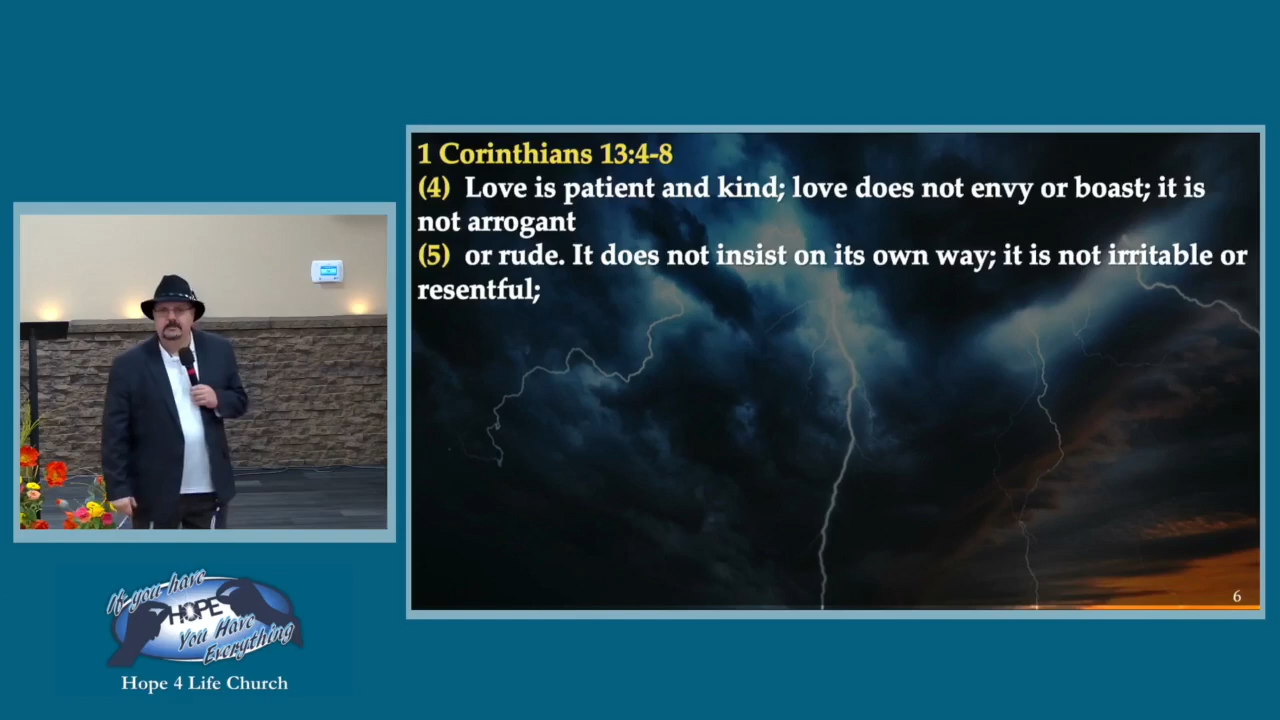 1 Corinthians 13:4-8
(4) Love is patient and kind; love does not envy or boast; it is
not arrogant
(5) or rude. It does not insist on its own way; it is not irritable or
resentful;
6
If you have
HOPE
You Have
Everything
Hope 4 Life Church